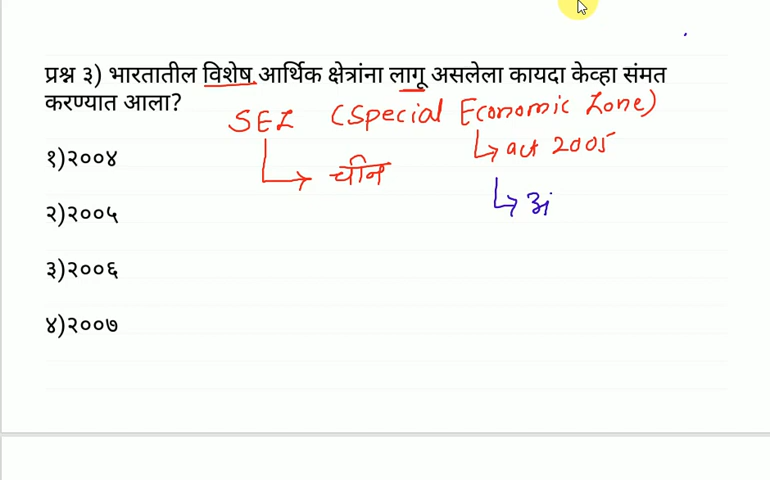 प्रश्न ३) भारतातील विशेष आर्थिक क्षेत्रांना लागू असलेला कायदा केव्हा संमत
करण्यात आला?
SEZ (Special Economic Zone)
↳ act 2005
१)२००४
→ चीन
↳ अं
२)२००५
३)२००६
४)२००७